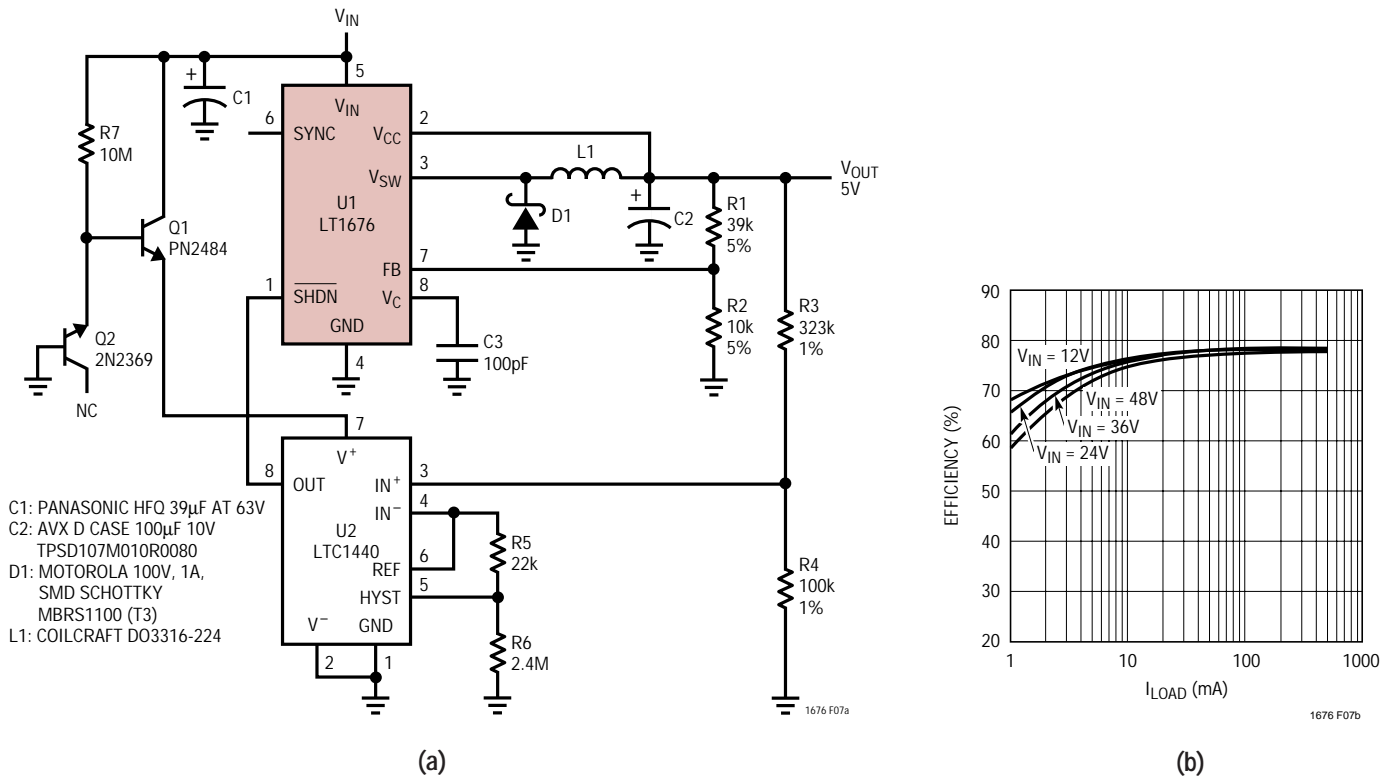 V_IN
5
C1
+
6
V_IN
SYNC
V_CC
2
R7
10M
L1
V_SW
3
V_OUT
5V
U1
LT1676
D1
+
C2
R1
39k
5%
Q1
PN2484
FB
7
1
SHDN
V_C
8
R2
10k
5%
R3
323k
1%
GND
4
C3
100pF
Q2
2N2369
NC
7
V+
8
OUT
IN+
3
4
IN−
U2
LTC1440
REF
6
R5
22k
HYST
5
R4
100k
1%
V−
GND
R6
2.4M
2
1
C1: PANASONIC HFQ 39µF AT 63V
C2: AVX D CASE 100µF 10V
TPSD107M010R0080
D1: MOTOROLA 100V, 1A,
SMD SCHOTTKY
MBRS1100 (T3)
L1: COILCRAFT DO3316-224
1676 F07a
(a)
90
80
70
60
50
40
30
20
EFFICIENCY (%)
V_IN = 12V
V_IN = 48V
V_IN = 36V
V_IN = 24V
1
10
100
1000
I_LOAD (mA)
1676 F07b
(b)